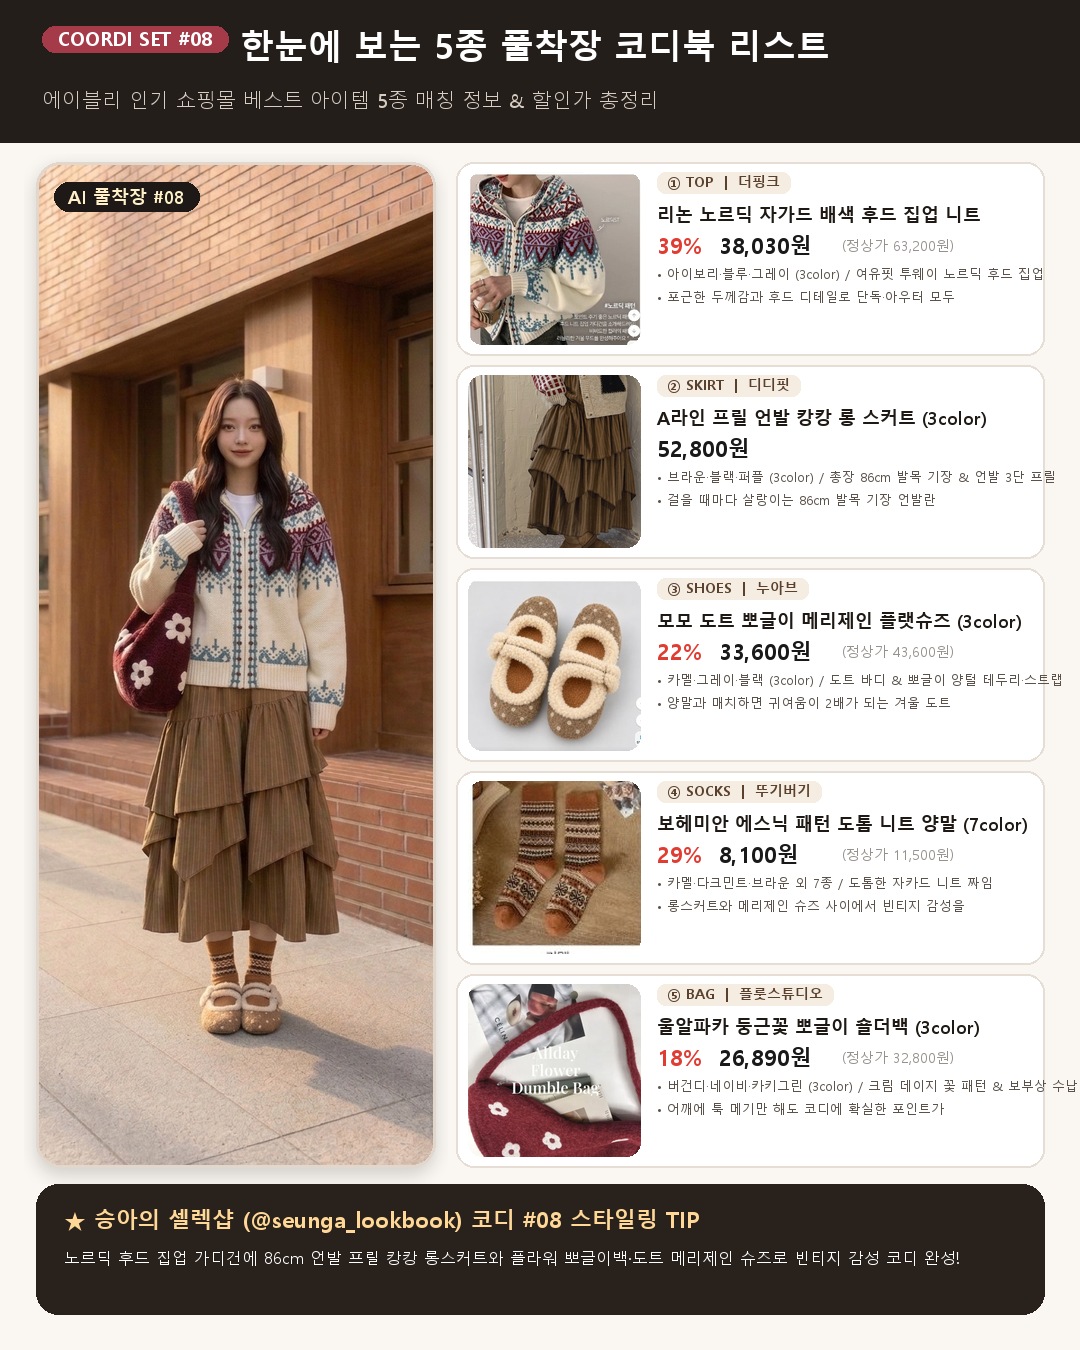 COORDI SET #08 한눈에 보는 5종 풀착장 코디북 리스트
에이블리 인기 쇼핑몰 베스트 아이템 5종 매칭 정보 & 할인가 총정리
AI 풀착장 #08
① TOP | 더핑크
리논 노르딕 자가드 배색 후드 집업 니트
39% 38,030원 (정상가 63,200원)
• 아이보리·블루·그레이 (3color) / 여유핏 투웨이 노르딕 후드 집업
• 포근한 두께감과 후드 디테일로 단독·아우터 모두
#노르딕 패턴
② SKIRT | 디디핏
A라인 프릴 언발 캉캉 롱 스커트 (3color)
52,800원
• 브라운·블랙·퍼플 (3color) / 총장 86cm 발목 기장 & 언발 3단 프릴
• 걸을 때마다 살랑이는 86cm 발목 기장 언발란
③ SHOES | 누아브
모모 도트 뽀글이 메리제인 플랫슈즈 (3color)
22% 33,600원 (정상가 43,600원)
• 카멜·그레이·블랙 (3color) / 도트 바디 & 뽀글이 양털 테두리·스트랩
• 양말과 매치하면 귀여움이 2배가 되는 겨울 도트
④ SOCKS | 뚜기버기
보헤미안 에스닉 패턴 도톰 니트 양말 (7color)
29% 8,100원 (정상가 11,500원)
• 카멜·다크민트·브라운 외 7종 / 도톰한 자카드 니트 짜임
• 롱스커트와 메리제인 슈즈 사이에서 빈티지 감성을
⑤ BAG | 플룻스튜디오
울알파카 둥근꽃 뽀글이 숄더백 (3color)
18% 26,890원 (정상가 32,800원)
• 버건디·네이비·카키그린 (3color) / 크림 데이지 꽃 패턴 & 보부상 수납
• 어깨에 툭 메기만 해도 코디에 확실한 포인트가
Allday
Flower
Dumble Bag
★ 승아의 셀렉샵 (@seunga_lookbook) 코디 #08 스타일링 TIP
노르딕 후드 집업 가디건에 86cm 언발 프릴 캉캉 롱스커트와 플라워 뽀글이백·도트 메리제인 슈즈로 빈티지 감성 코디 완성!